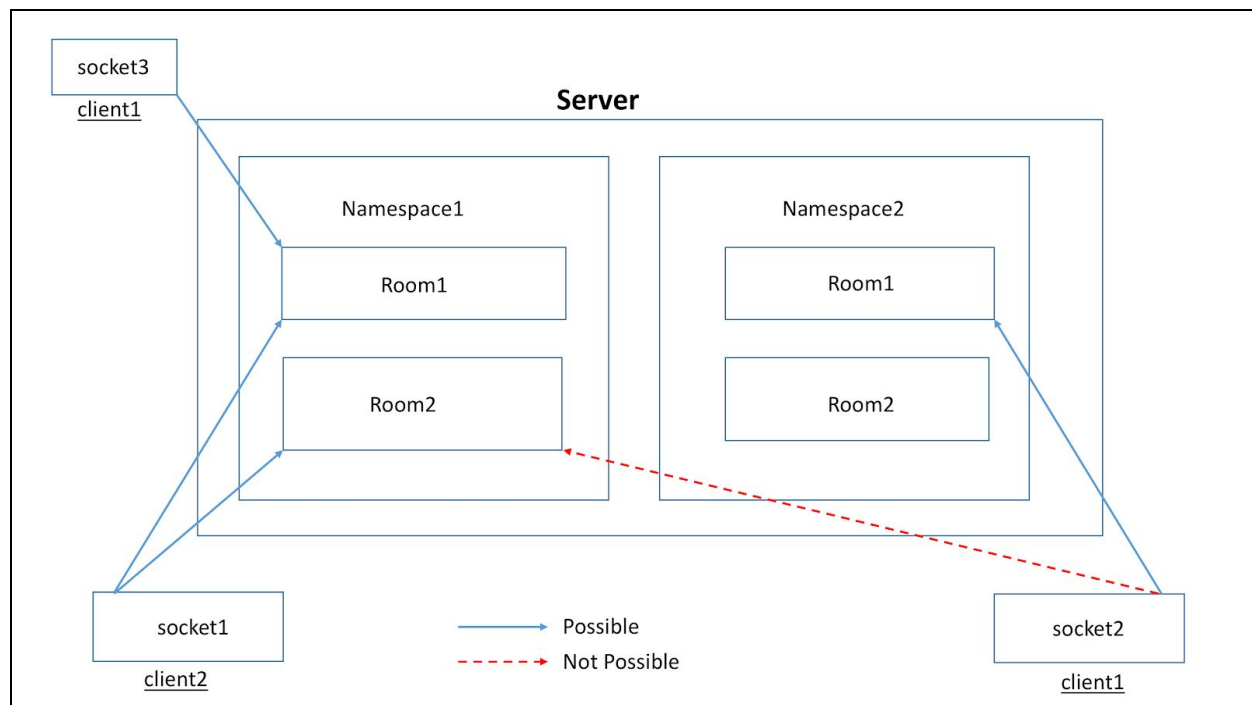 socket3
client1
Server
Namespace1
Namespace2
Room1
Room1
Room2
Room2
socket1
client2
Possible
Not Possible
socket2
client1